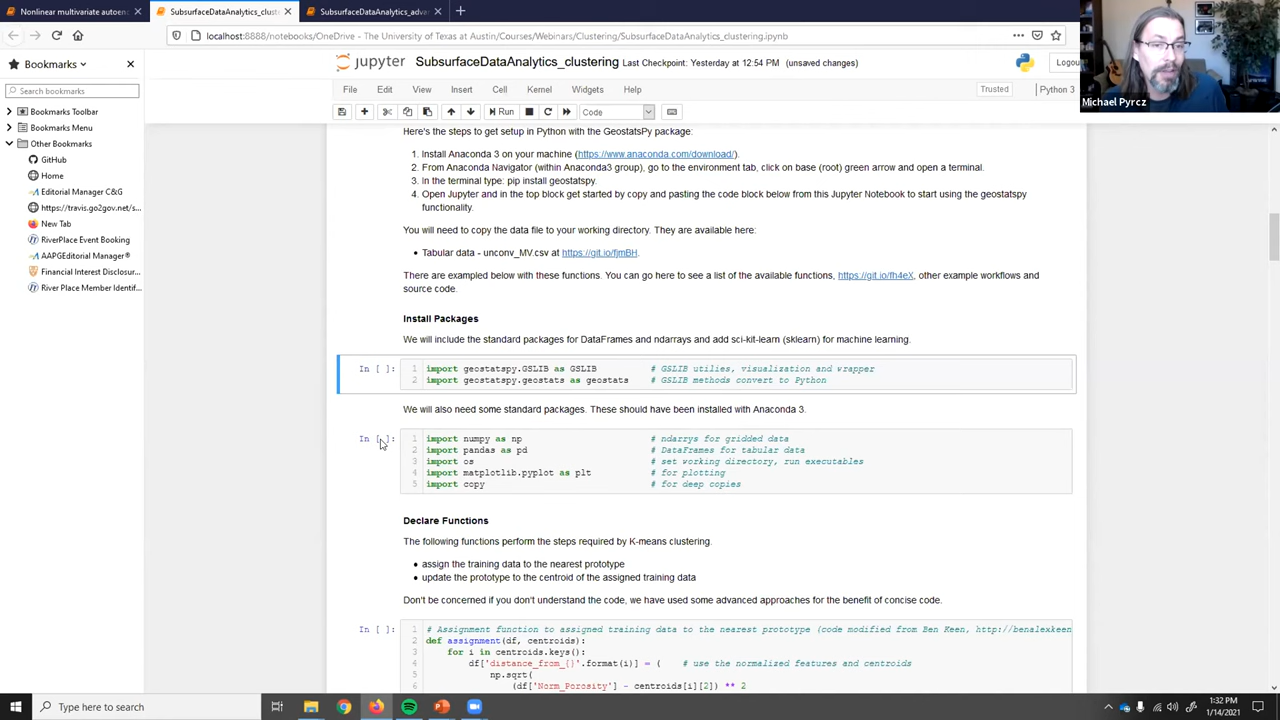 Nonlinear multivariate autoen
SubsurfaceDataAnalytics_clust
SubsurfaceDataAnalytics_adva
localhost:8888/notebooks/OneDrive - The University of Texas at Austin/Courses/Webinars/Clustering/SubsurfaceDataAnalytics_clustering.ipynb
Bookmarks
Search bookmarks
Bookmarks Toolbar
Bookmarks Menu
Other Bookmarks
GitHub
Home
Editorial Manager C&G
https://travis.go2gov.net/s...
New Tab
RiverPlace Event Booking
AAPGEditorial Manager®
Financial Interest Disclosur...
River Place Member Identif...
jupyter SubsurfaceDataAnalytics_clustering Last Checkpoint: Yesterday at 12:54 PM (unsaved changes)
Logou
File Edit View Insert Cell Kernel Widgets Help
Trusted
Python 3
Run
Code
Michael Pyrcz
Here's the steps to get setup in Python with the GeostatsPy package:
1. Install Anaconda 3 on your machine (https://www.anaconda.com/download/).
2. From Anaconda Navigator (within Anaconda3 group), go to the environment tab, click on base (root) green arrow and open a terminal.
3. In the terminal type: pip install geostatspy.
4. Open Jupyter and in the top block get started by copy and pasting the code block below from this Jupyter Notebook to start using the geostatspy
functionality.
You will need to copy the data file to your working directory. They are available here:
• Tabular data - unconv_MV.csv at https://git.io/fjmBH.
There are exampled below with these functions. You can go here to see a list of the available functions, https://git.io/fh4eX, other example workflows and
source code.
Install Packages
We will include the standard packages for DataFrames and ndarrays and add sci-kit-learn (sklearn) for machine learning.
In [ ]:
1 import geostatspy.GSLIB as GSLIB # GSLIB utilies, visualization and wrapper
2 import geostatspy.geostats as geostats # GSLIB methods convert to Python
We will also need some standard packages. These should have been installed with Anaconda 3.
In [ ]:
1 import numpy as np # ndarrys for gridded data
2 import pandas as pd # DataFrames for tabular data
3 import os # set working directory, run executables
4 import matplotlib.pyplot as plt # for plotting
5 import copy # for deep copies
Declare Functions
The following functions perform the steps required by K-means clustering.
• assign the training data to the nearest prototype
• update the prototype to the centroid of the assigned training data
Don't be concerned if you don't understand the code, we have used some advanced approaches for the benefit of concise code.
In [ ]:
1 # Assignment function to assigned training data to the nearest prototype (code modified from Ben Keen, http://benalexkeen
2 def assignment(df, centroids):
3 for i in centroids.keys():
4 df['distance_from_{}'.format(i)] = ( # use the normalized features and centroids
5 np.sqrt(
6 (df['Norm_Porosity'] - centroids[i][2]) ** 2
Type here to search
1:32 PM
1/14/2021